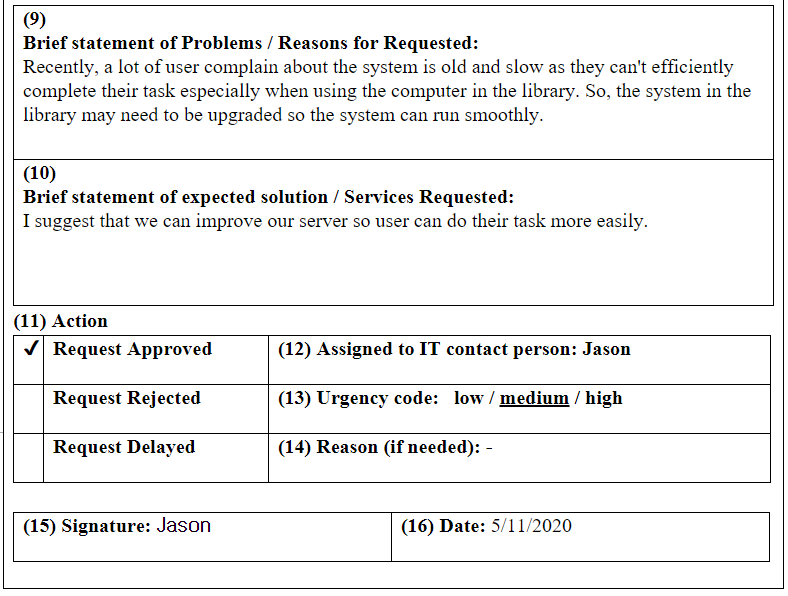 (9)
Brief statement of Problems / Reasons for Requested:
Recently, a lot of user complain about the system is old and slow as they can't efficiently
complete their task especially when using the computer in the library. So, the system in the
library may need to be upgraded so the system can run smoothly.
(10)
Brief statement of expected solution / Services Requested:
I suggest that we can improve our server so user can do their task more easily.
(11) Action
✓ Request Approved (12) Assigned to IT contact person: Jason
Request Rejected (13) Urgency code: low / medium / high
Request Delayed (14) Reason (if needed): -
(15) Signature: Jason (16) Date: 5/11/2020